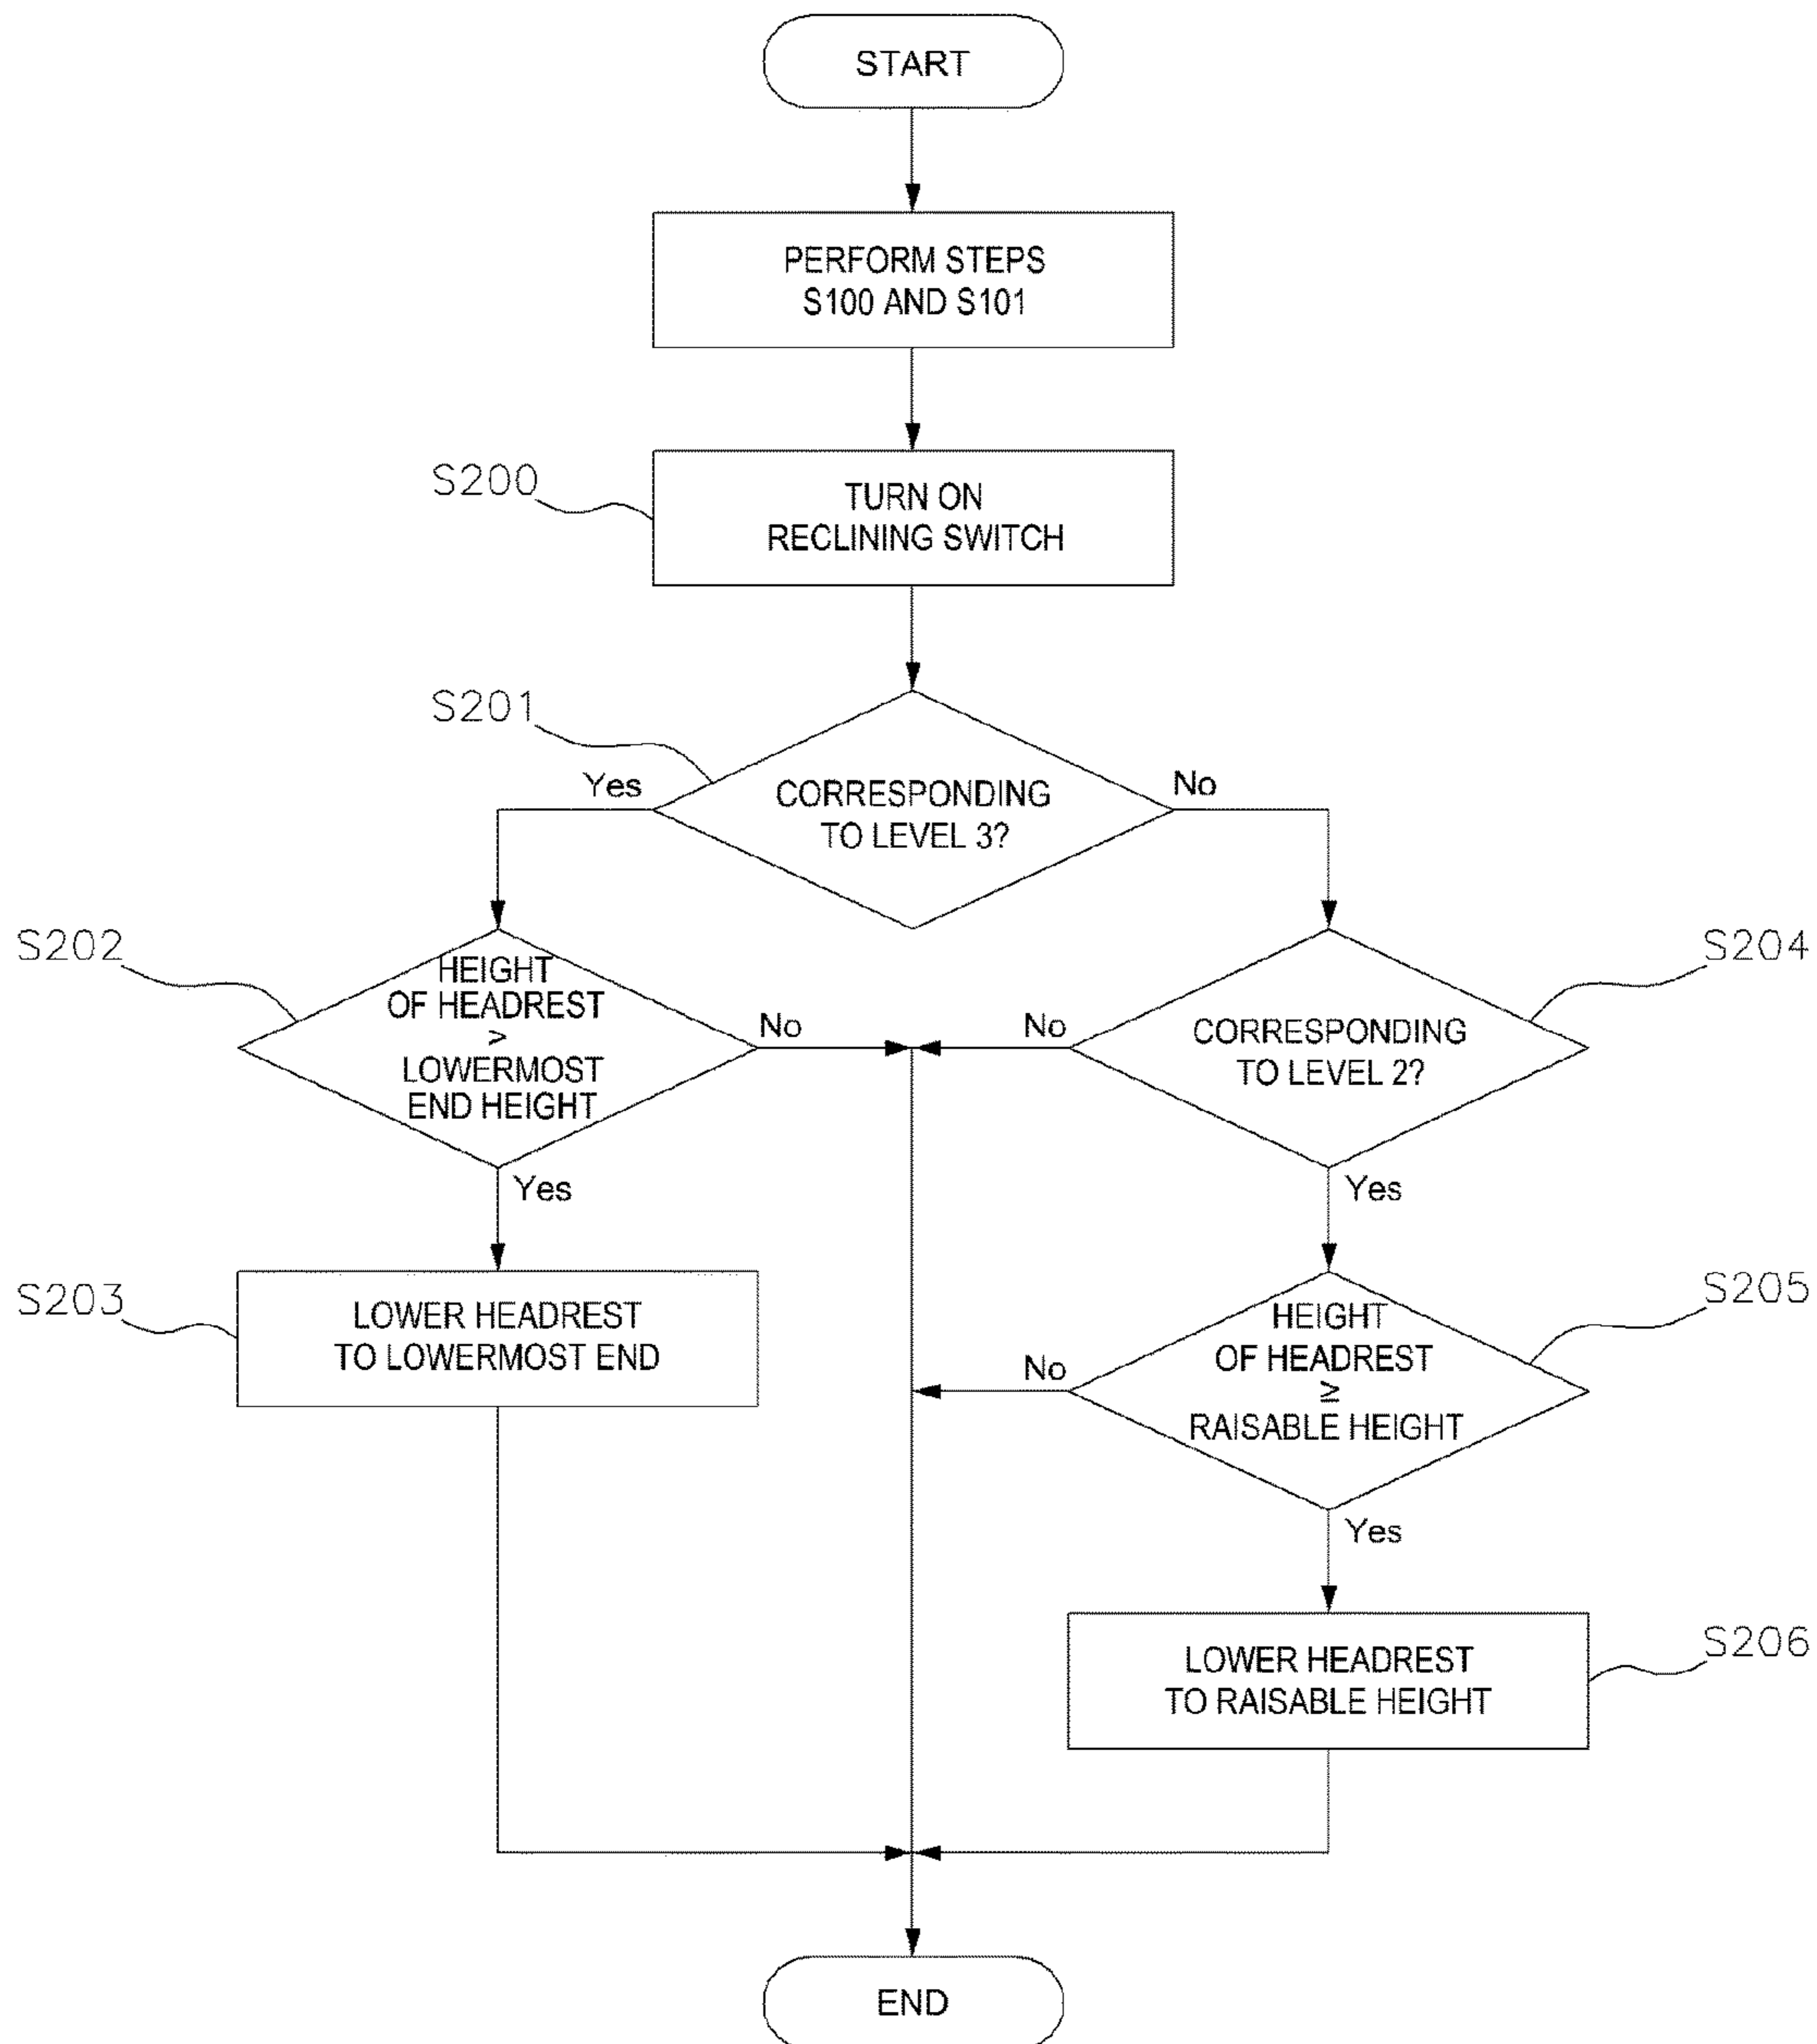 START
PERFORM STEPS
S100 AND S101
S200
TURN ON
RECLINING SWITCH
S201
Yes
CORRESPONDING
TO LEVEL 3?
No
S202
HEIGHT
OF HEADREST
>
LOWERMOST
END HEIGHT
No
Yes
S204
No
CORRESPONDING
TO LEVEL 2?
Yes
S203
LOWER HEADREST
TO LOWERMOST END
S205
No
HEIGHT
OF HEADREST
≥
RAISABLE HEIGHT
Yes
S206
LOWER HEADREST
TO RAISABLE HEIGHT
END